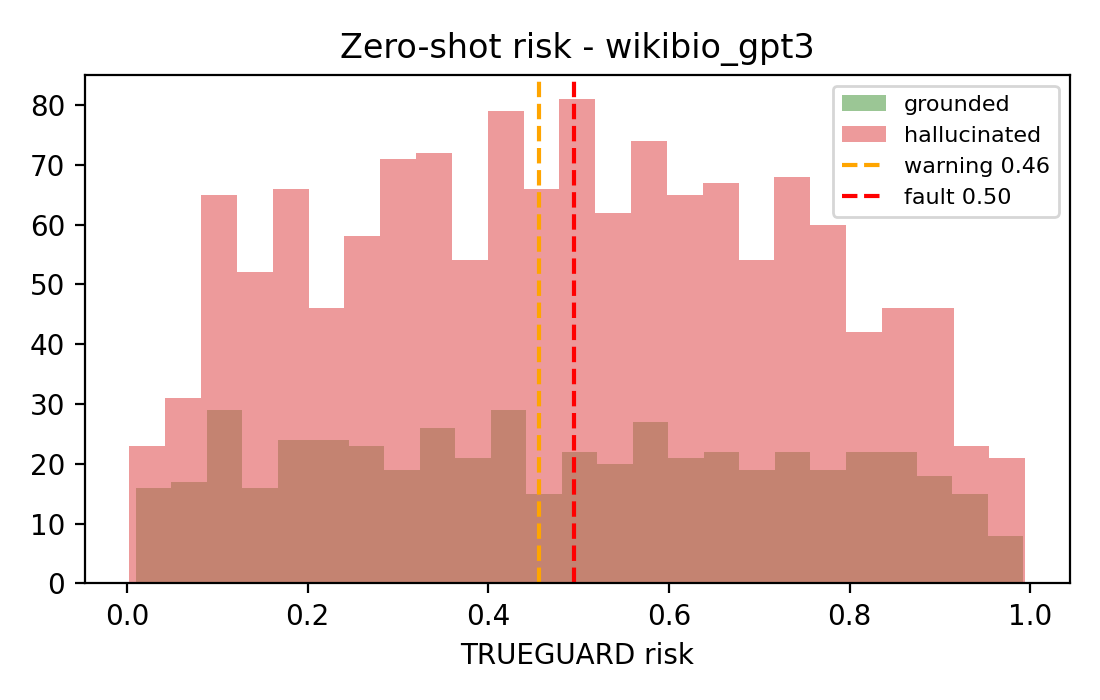 Zero-shot risk - wikibio_gpt3
80
70
60
50
40
30
20
10
0
grounded
hallucinated
warning 0.46
fault 0.50
0.0 0.2 0.4 0.6 0.8 1.0
TRUEGUARD risk